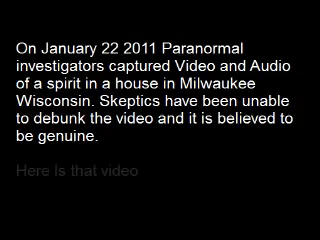 On January 22 2011 Paranormal
investigators captured Video and Audio
of a spirit in a house in Milwaukee
Wisconsin. Skeptics have been unable
to debunk the video and it is believed to
be genuine.
Here Is that video